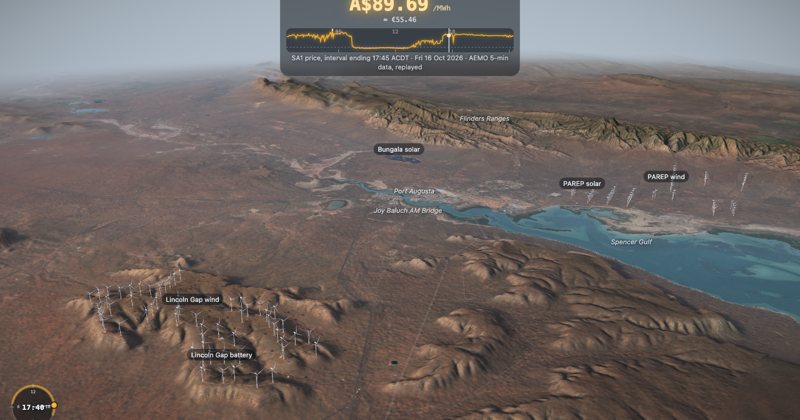 A$89.69 /MWh
≈ €55.46
12
SA1 price, interval ending 17:45 ACDT · Fri 16 Oct 2026 · AEMO 5-min
data, replayed
Flinders Ranges
Bungala solar
PAREP wind
PAREP solar
Port Augusta
Joy Baluch AM Bridge
Spencer Gulf
Lincoln Gap wind
Lincoln Gap battery
12
17:40